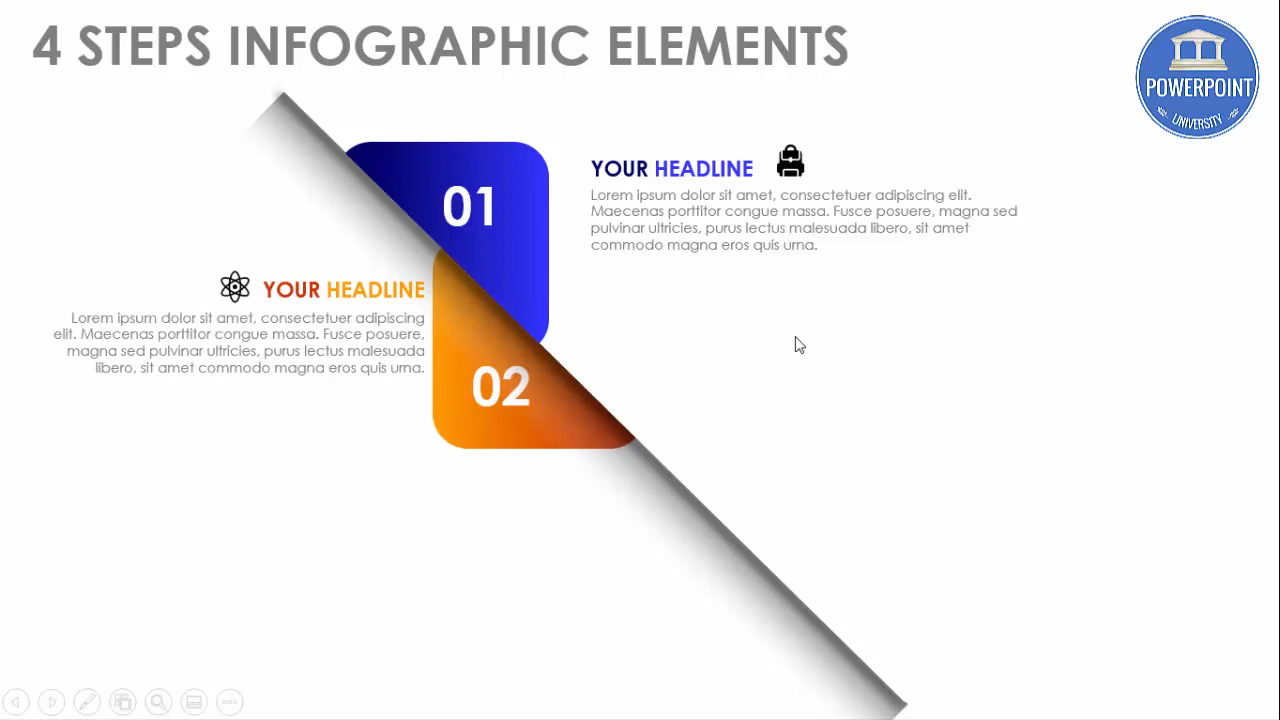 4 STEPS INFOGRAPHIC ELEMENTS
POWERPOINT
UNIVERSITY
01
YOUR HEADLINE
Lorem ipsum dolor sit amet, consectetuer adipiscing elit.
Maecenas porttitor congue massa. Fusce posuere, magna sed
pulvinar ultricies, purus lectus malesuada libero, sit amet
commodo magna eros quis urna.
YOUR HEADLINE
Lorem ipsum dolor sit amet, consectetuer adipiscing
elit. Maecenas porttitor congue massa. Fusce posuere,
magna sed pulvinar ultricies, purus lectus malesuada
libero, sit amet commodo magna eros quis urna.
02